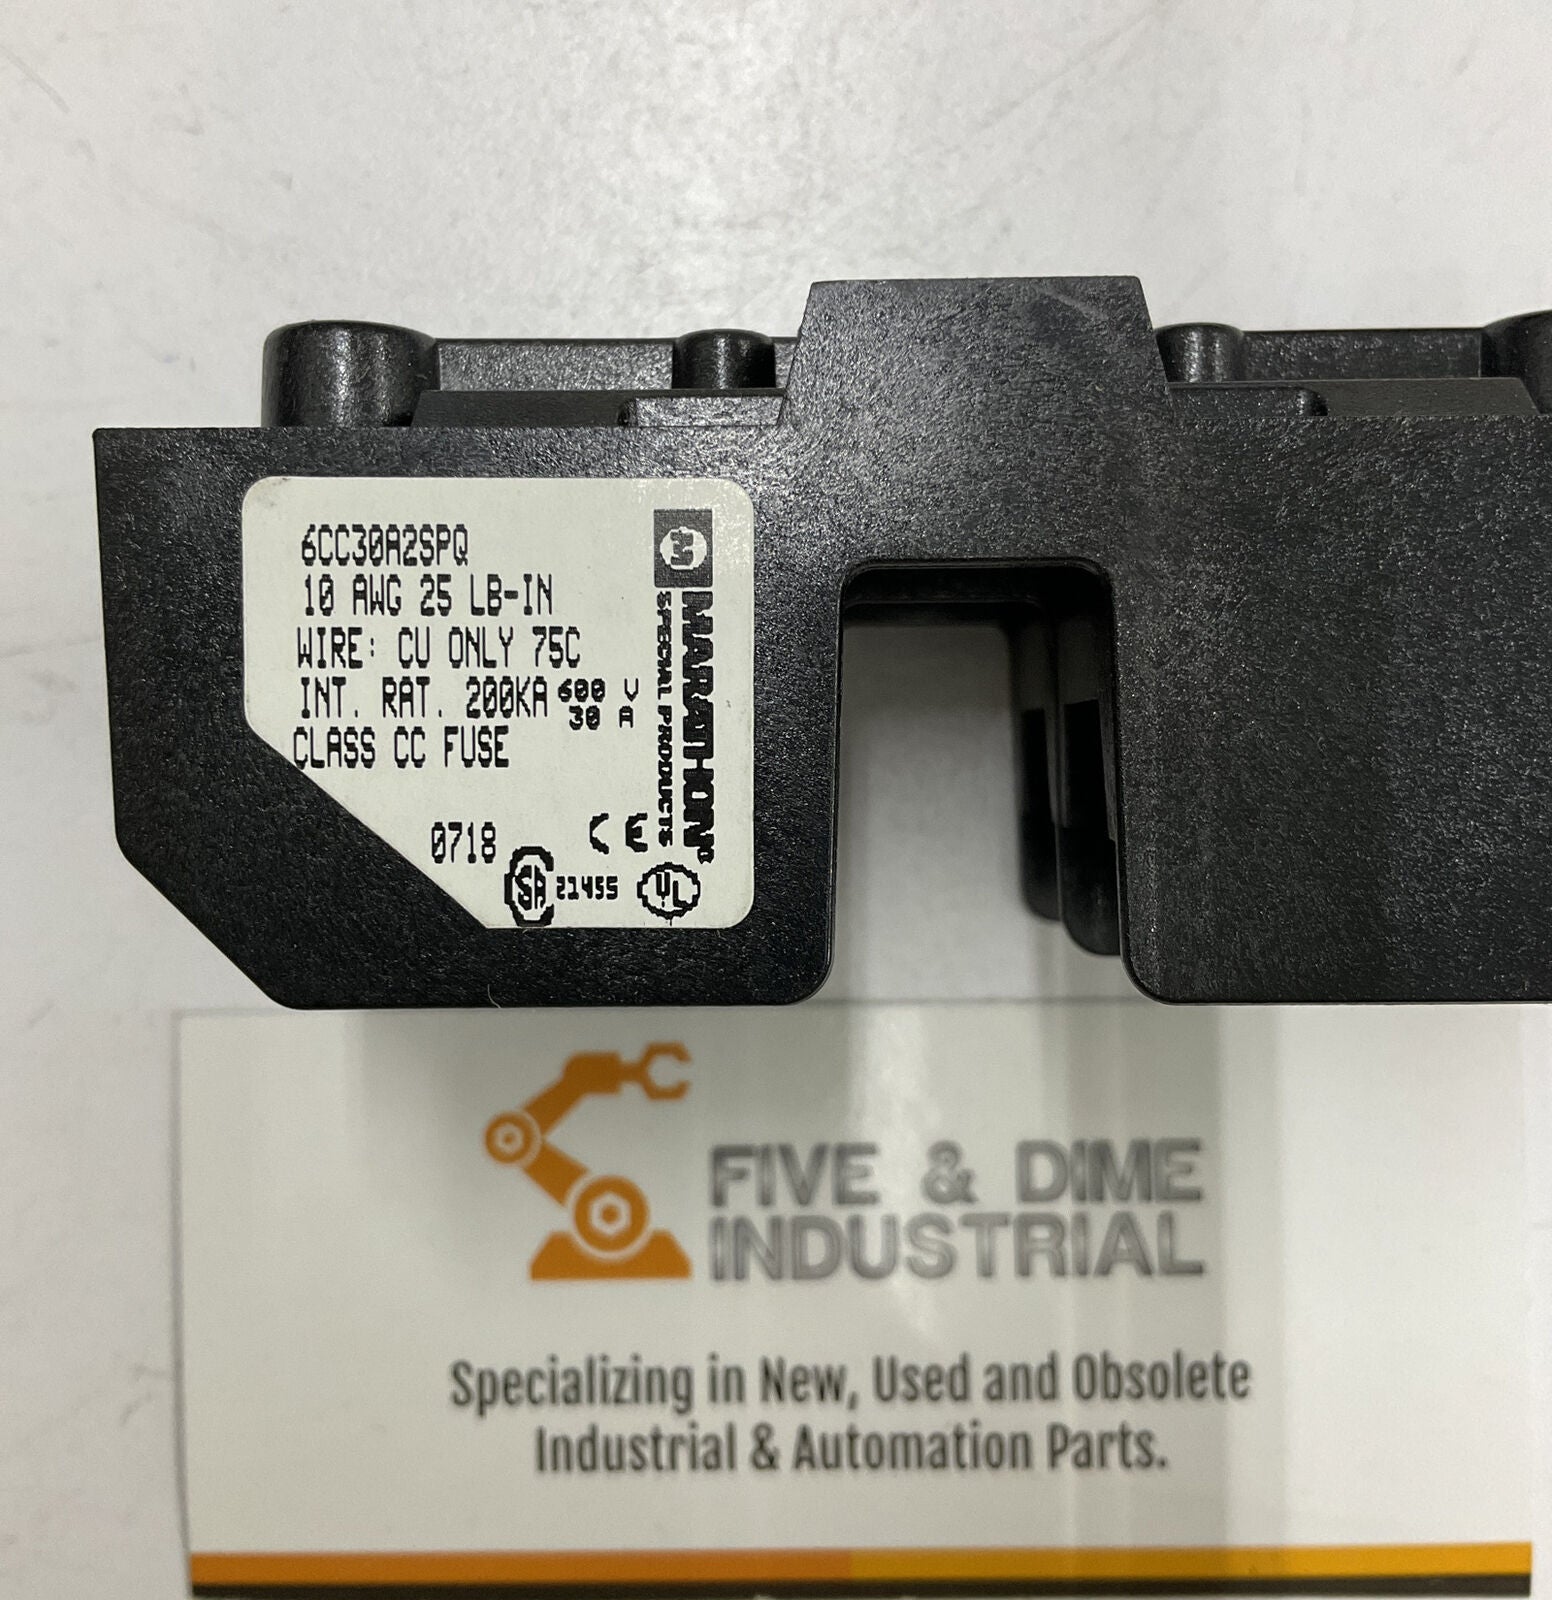 6CC30A2SPQ
10 AWG 25 LB-IN
WIRE: CU ONLY 75C
INT. RAT. 200KA 600 V
30 A
CLASS CC FUSE
0718
CE
SA 21455 UL
M
MARATHON
SPECIAL PRODUCTS
FIVE & DIME
INDUSTRIAL
Specializing in New, Used and Obsolete
Industrial & Automation Parts.